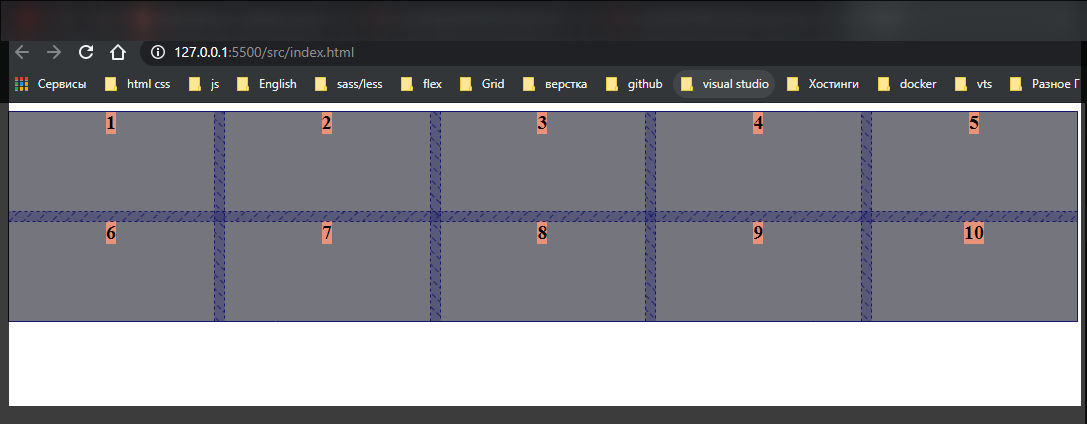 127.0.0.1:5500/src/index.html
Сервисы html css js English sass/less flex Grid верстка github visual studio Хостинги docker vts Разное Г
1 2 3 4 5
6 7 8 9 10